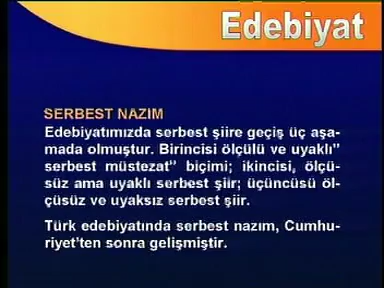 Edebiyat
SERBEST NAZIM
Edebiyatımızda serbest şiire geçiş üç aşa-
mada olmuştur. Birincisi ölçülü ve uyaklı"
serbest müstezat" biçimi; ikincisi, ölçü-
süz ama uyaklı serbest şiir; üçüncüsü öl-
çüsüz ve uyaksız serbest şiir.
Türk edebiyatında serbest nazım, Cumhu-
riyet'ten sonra gelişmiştir.